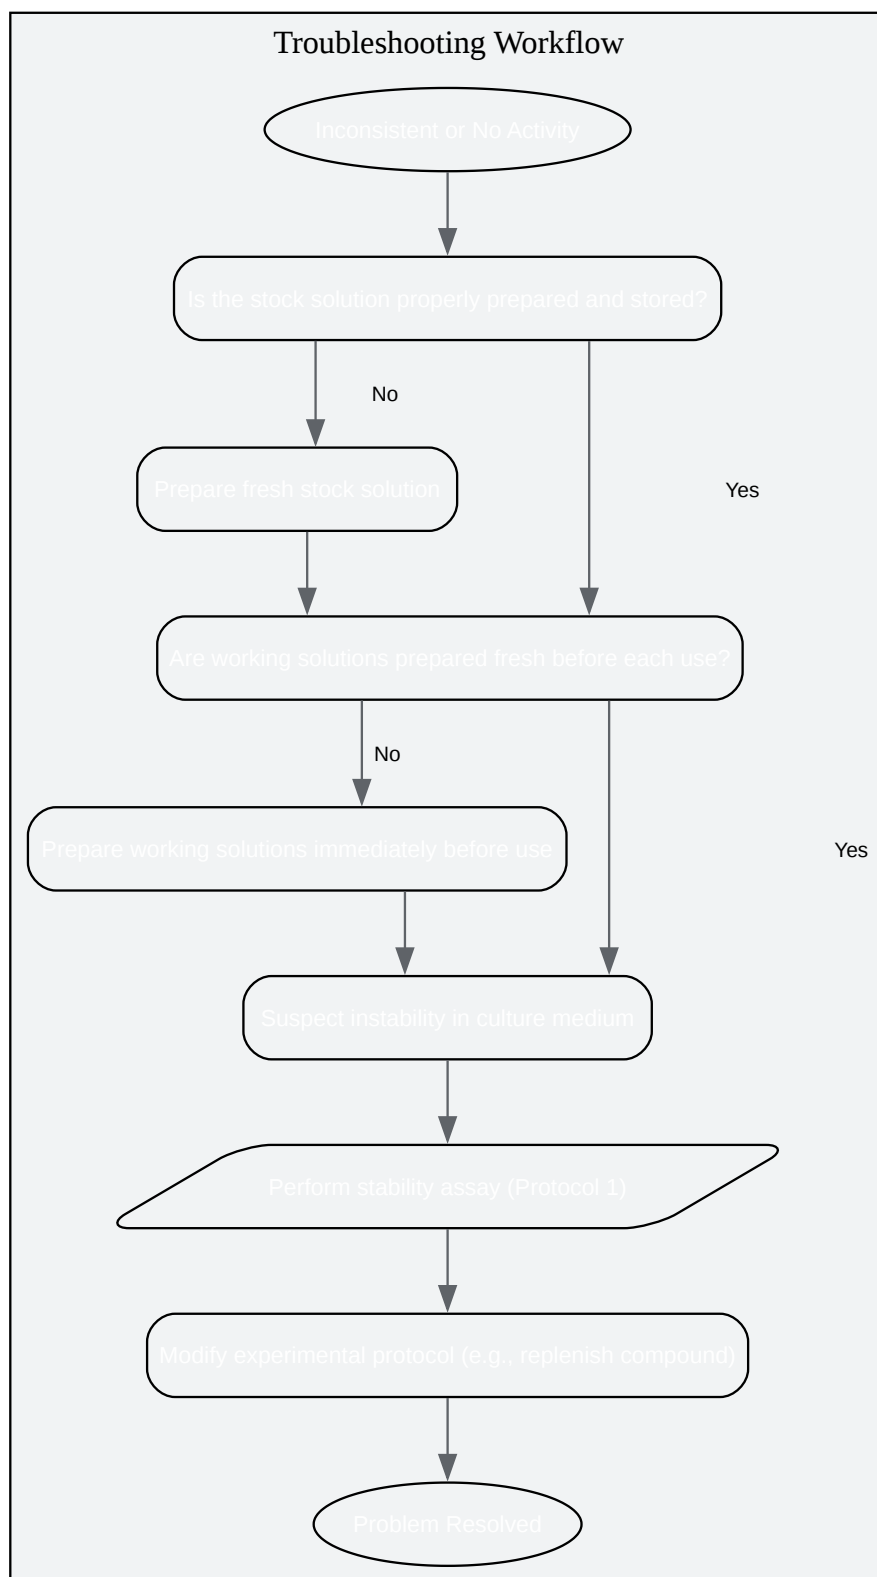 Troubleshooting Workflow
Inconsistent or No Activity
Is the stock solution properly prepared and stored?
No
Prepare fresh stock solution
Yes
Are working solutions prepared fresh before each use?
No
Prepare working solutions immediately before use
Yes
Suspect instability in culture medium
Perform stability assay (Protocol 1)
Modify experimental protocol (e.g., replenish compound)
Problem Resolved